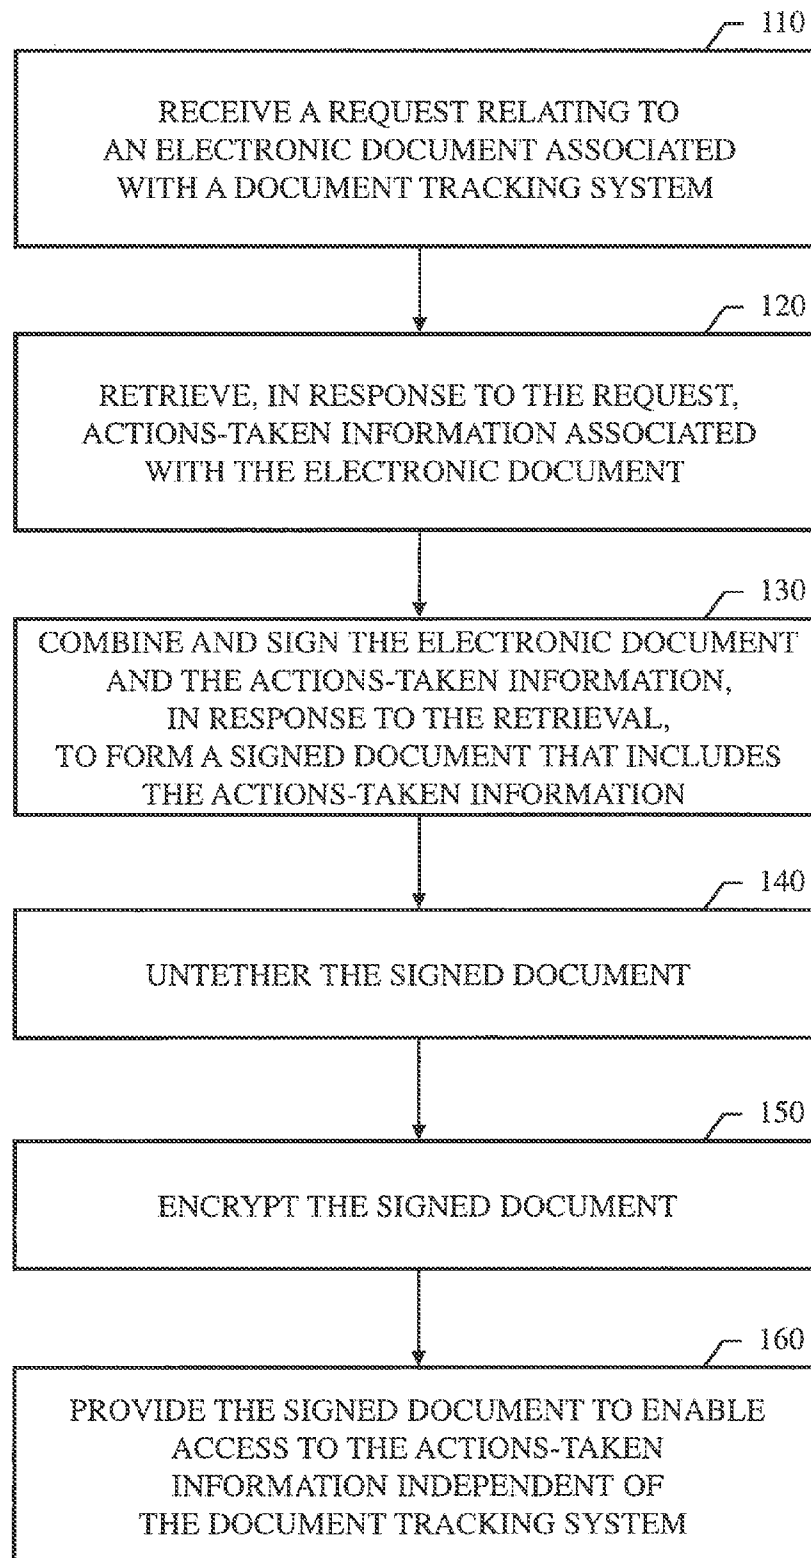 110
RECEIVE A REQUEST RELATING TO
AN ELECTRONIC DOCUMENT ASSOCIATED
WITH A DOCUMENT TRACKING SYSTEM
120
RETRIEVE, IN RESPONSE TO THE REQUEST,
ACTIONS-TAKEN INFORMATION ASSOCIATED
WITH THE ELECTRONIC DOCUMENT
130
COMBINE AND SIGN THE ELECTRONIC DOCUMENT
AND THE ACTIONS-TAKEN INFORMATION,
IN RESPONSE TO THE RETRIEVAL,
TO FORM A SIGNED DOCUMENT THAT INCLUDES
THE ACTIONS-TAKEN INFORMATION
140
UNTETHER THE SIGNED DOCUMENT
150
ENCRYPT THE SIGNED DOCUMENT
160
PROVIDE THE SIGNED DOCUMENT TO ENABLE
ACCESS TO THE ACTIONS-TAKEN
INFORMATION INDEPENDENT OF
THE DOCUMENT TRACKING SYSTEM